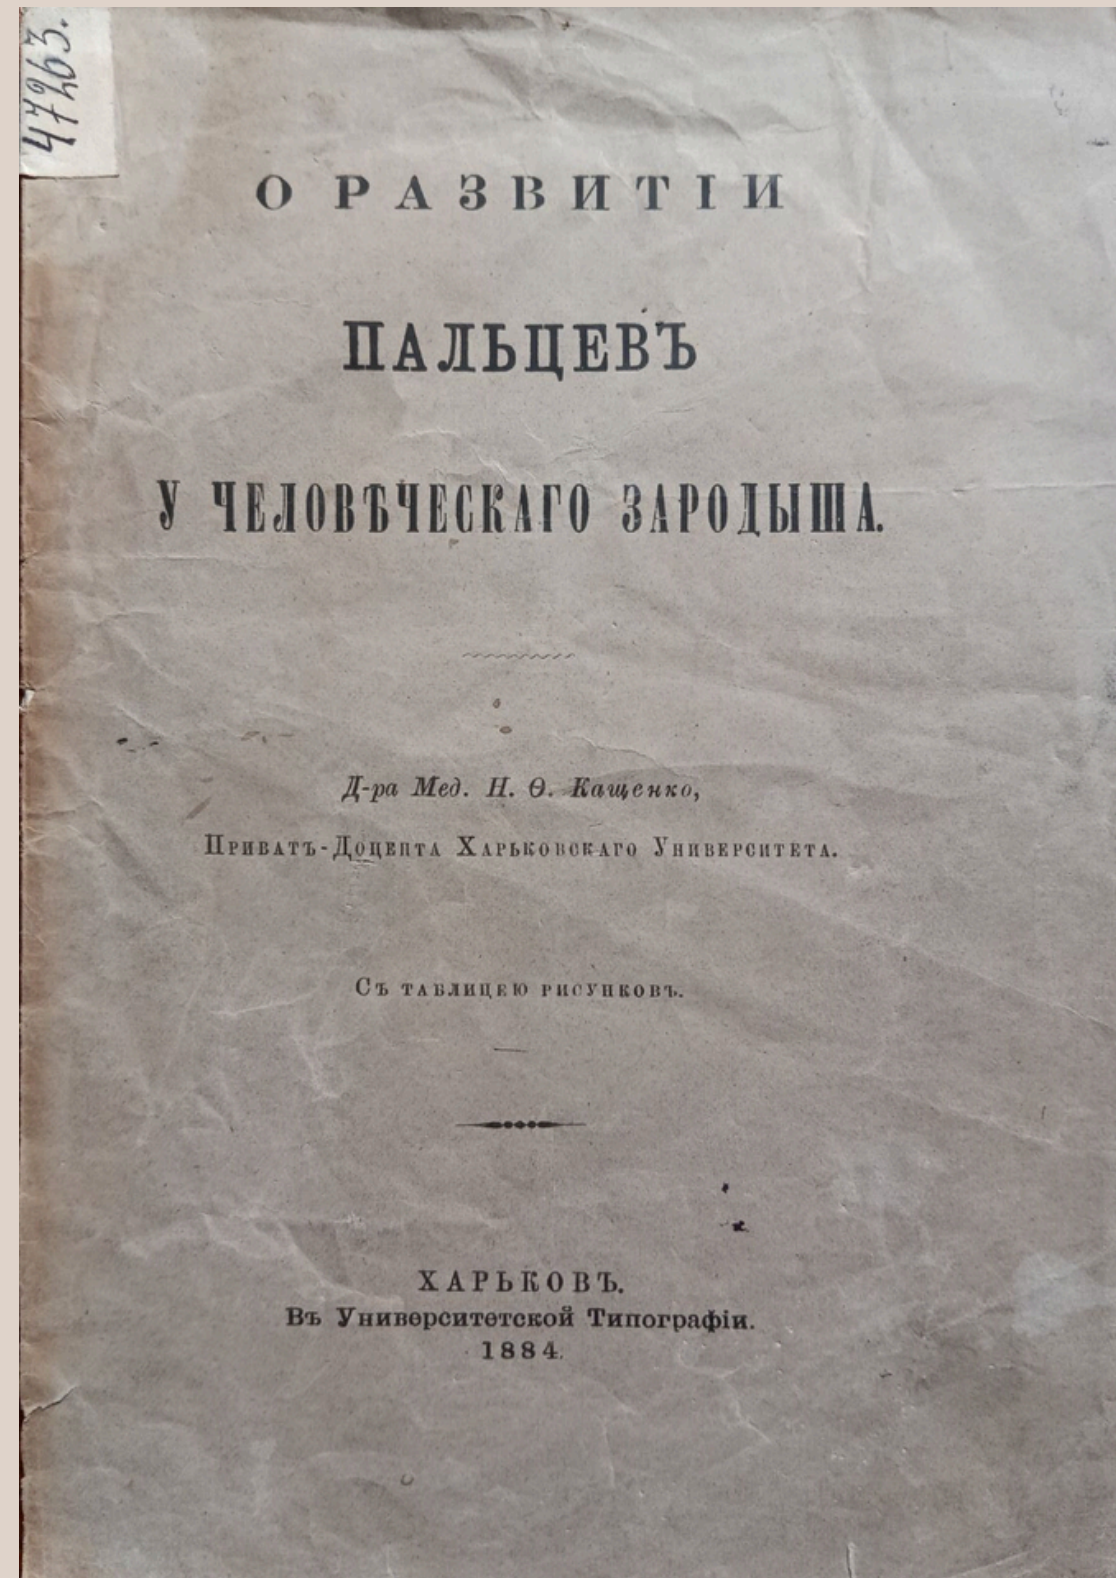 47263.
О РАЗВИТІИ
ПАЛЬЦЕВЪ
У ЧЕЛОВѢЧЕСКАГО ЗАРОДЫША.
Д-ра Мед. Н. Ѳ. Кащенко,
Приватъ-Доцента Харьковскаго Университета.
Съ таблицею рисунковъ.
ХАРЬКОВЪ.
Въ Университетской Типографіи.
1884.